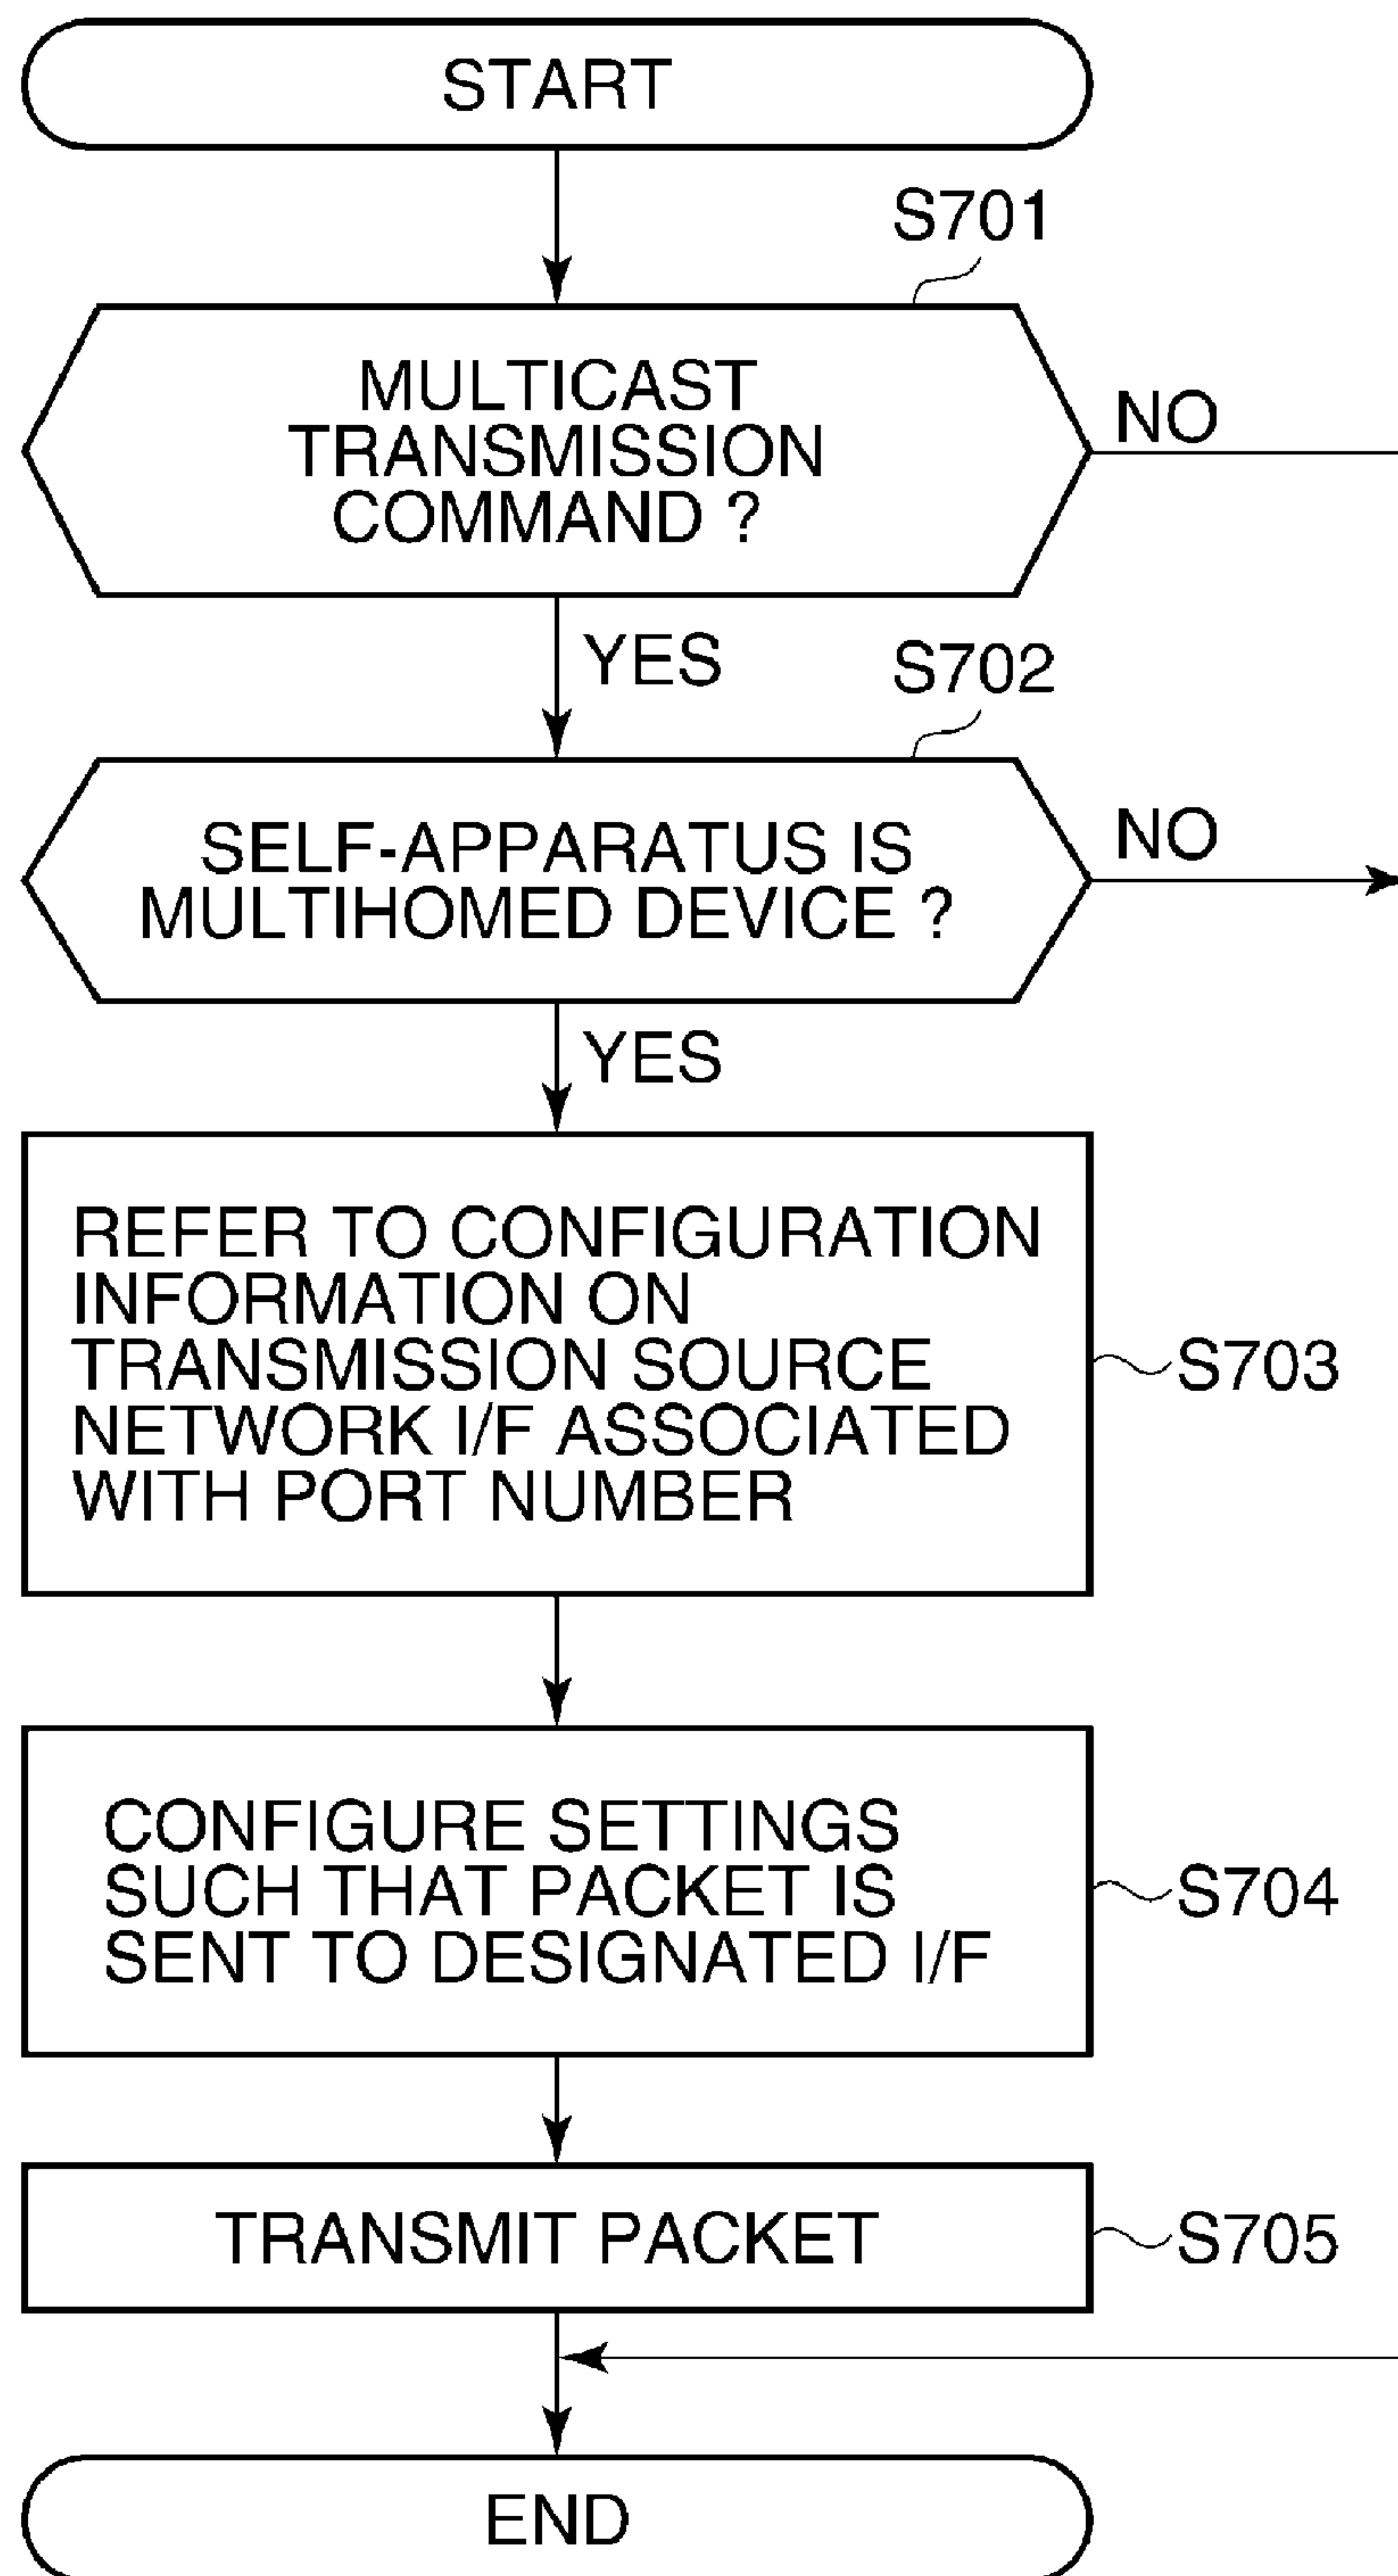 START
S701
MULTICAST
TRANSMISSION
COMMAND ?
NO
YES
S702
SELF-APPARATUS IS
MULTIHOMED DEVICE ?
NO
YES
REFER TO CONFIGURATION
INFORMATION ON
TRANSMISSION SOURCE
NETWORK I/F ASSOCIATED
WITH PORT NUMBER
S703
CONFIGURE SETTINGS
SUCH THAT PACKET IS
SENT TO DESIGNATED I/F
S704
TRANSMIT PACKET
S705
END